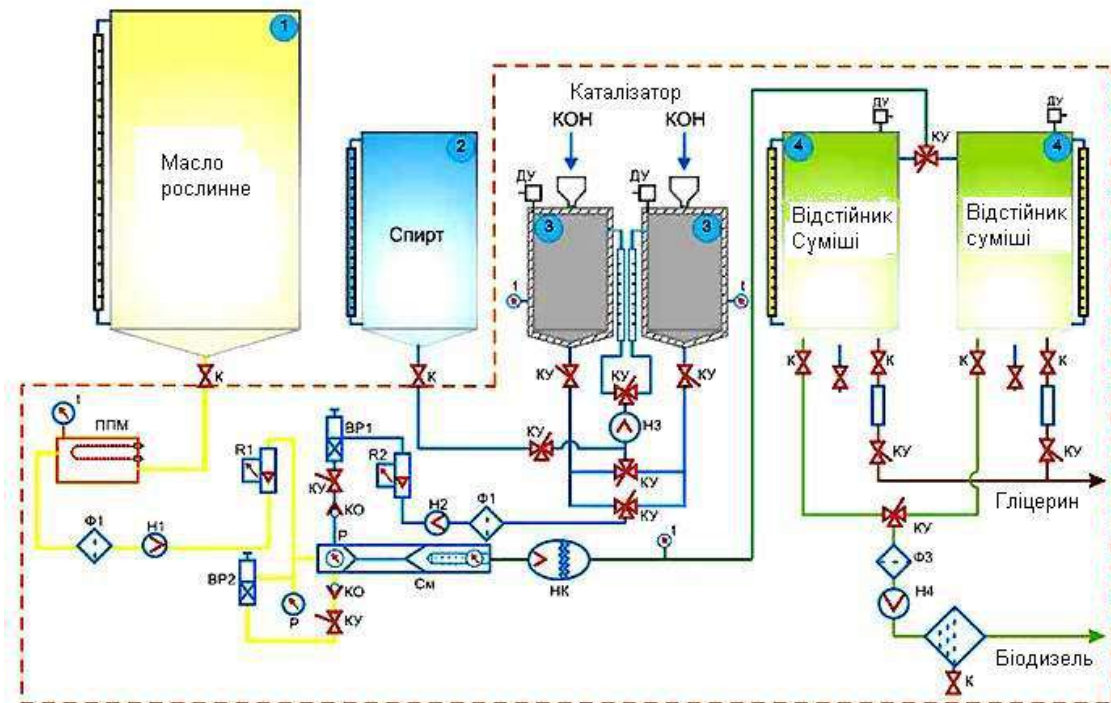 1
Масло
рослинне
2
Спирт
Каталізатор
КОН
КОН
ДУ
ДУ
3
3
t
t
ДУ
ДУ
КУ
4
4
Відстійник
Суміші
Відстійник
суміші
К
К
К
К
К
К
КУ
КУ
КУ
Н3
КУ
КУ
КУ
t
ППМ
R1
ВР1
R2
КУ
КО
Ф1
Н1
Н2
Ф1
Р
См
НК
t
ВР2
Р
КО
КУ
КУ
КУ
Гліцерин
КУ
Ф3
Н4
Біодизель
К